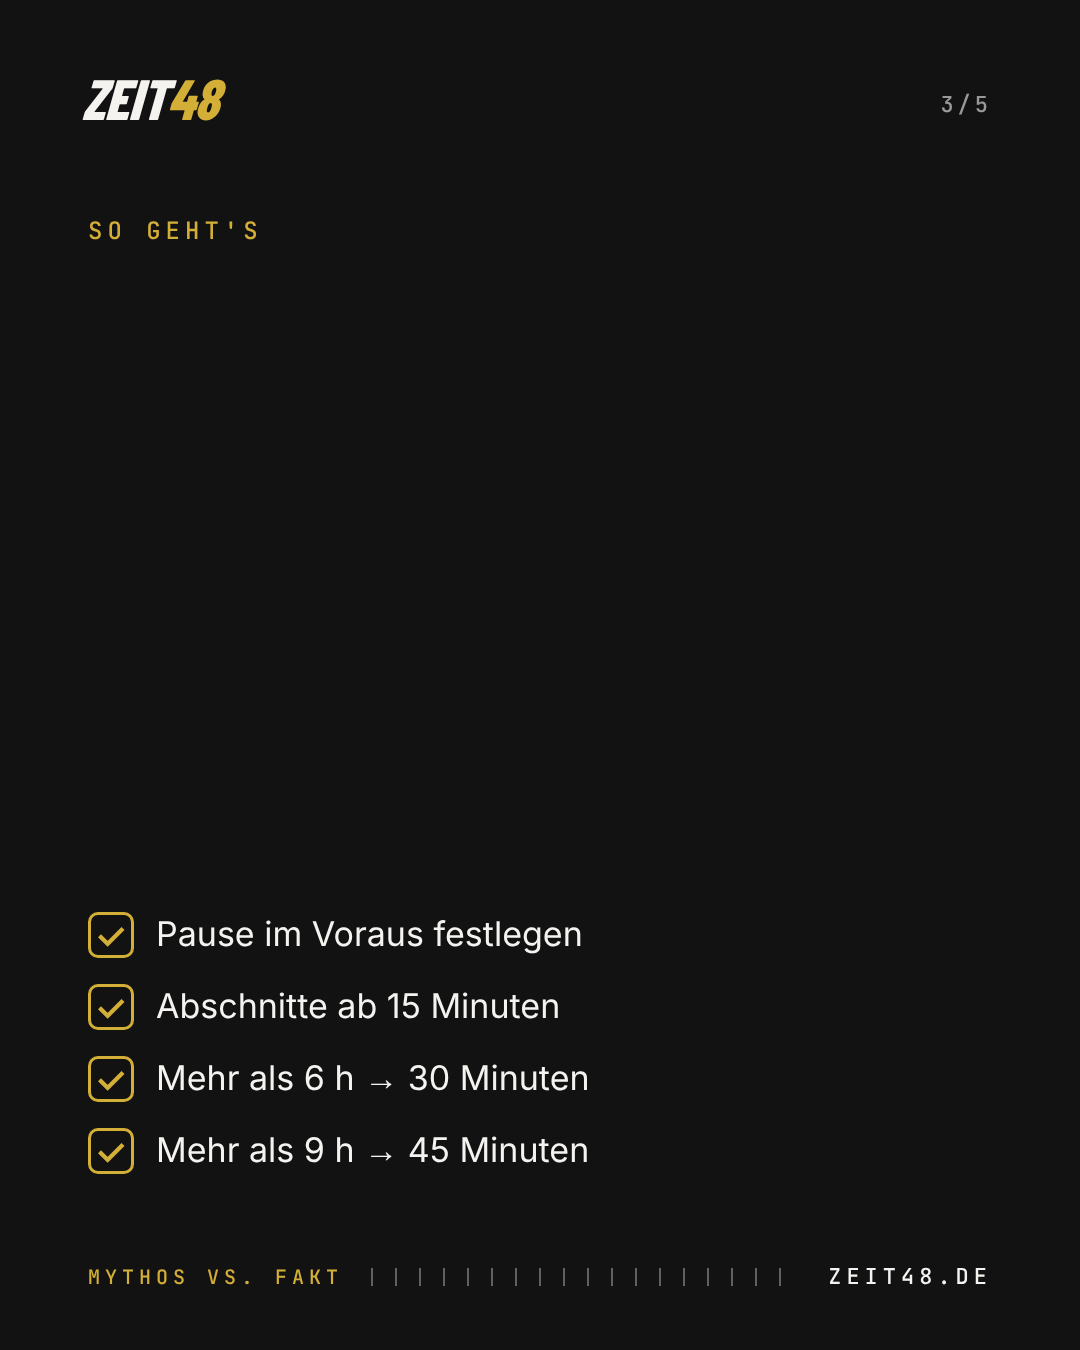 ZEIT48
3/5
SO GEHT'S
Pause im Voraus festlegen
Abschnitte ab 15 Minuten
Mehr als 6 h → 30 Minuten
Mehr als 9 h → 45 Minuten
MYTHOS VS. FAKT
ZEIT48.DE